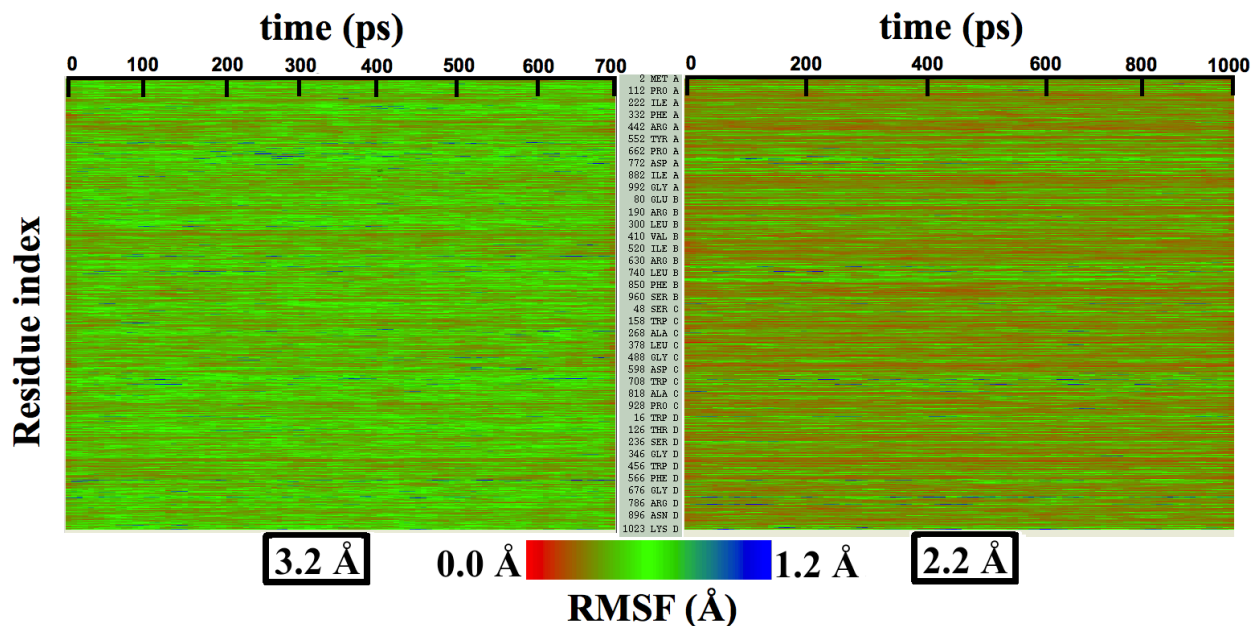 time (ps)
time (ps)
0 100 200 300 400 500 600 700
0 200 400 600 800 1000
Residue index
2 MET A
112 PRO A
222 ILE A
332 PHE A
442 ARG A
552 TYR A
662 PRO A
772 ASP A
882 ILE A
992 GLY A
80 GLU B
190 ARG B
300 LEU B
410 VAL B
520 ILE B
630 ARG B
740 LEU B
850 PHE B
960 SER B
48 SER C
158 TRP C
268 ALA C
378 LEU C
488 GLY C
598 ASP C
708 TRP C
818 ALA C
928 PRO C
16 TRP D
126 THR D
236 SER D
346 GLY D
456 TRP D
566 PHE D
676 GLY D
786 ARG D
896 ASN D
1023 LYS D
3.2 Å
0.0 Å
1.2 Å
2.2 Å
RMSF (Å)